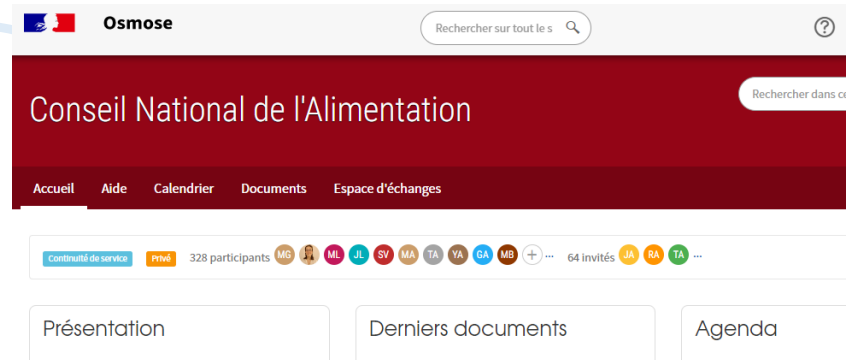 Osmose
Rechercher sur tout le s
Conseil National de l'Alimentation
Rechercher dans ce
Accueil Aide Calendrier Documents Espace d'échanges
Continuité de service Privé 328 participants MG ML JL SV MA TA YA GA MB + ... 64 invités JA RA TA ...
Présentation Derniers documents Agenda